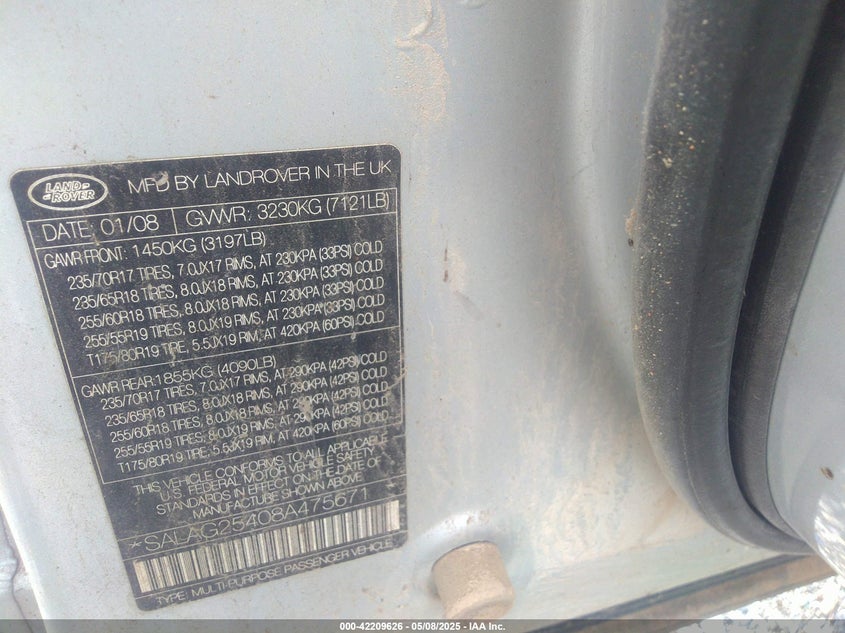 LAND ROVER
MFD BY LANDROVER IN THE UK
DATE: 01/08 GVWR: 3230KG (7121LB)
GAWR FRONT: 1450KG (3197LB)
235/70R17 TIRES, 7.0JX17 RIMS, AT 230KPA (33PSI) COLD
235/65R18 TIRES, 8.0JX18 RIMS, AT 230KPA (33PSI) COLD
255/60R18 TIRES, 8.0JX18 RIMS, AT 230KPA (33PSI) COLD
255/55R19 TIRES, 8.0JX19 RIMS, AT 230KPA (33PSI) COLD
T175/80R19 TIRE, 5.5JX19 RIM, AT 420KPA (60PSI) COLD
GAWR REAR: 1855KG (4090LB)
235/70R17 TIRES, 7.0JX17 RIMS, AT 290KPA (42PSI) COLD
235/65R18 TIRES, 8.0JX18 RIMS, AT 290KPA (42PSI) COLD
255/60R18 TIRES, 8.0JX18 RIMS, AT 290KPA (42PSI) COLD
255/55R19 TIRES, 8.0JX19 RIMS, AT 290KPA (42PSI) COLD
T175/80R19 TIRE, 5.5JX19 RIM, AT 420KPA (60PSI) COLD
THIS VEHICLE CONFORMS TO ALL APPLICABLE
U.S. FEDERAL MOTOR VEHICLE SAFETY
STANDARDS IN EFFECT ON THE DATE OF
MANUFACTURE SHOWN ABOVE
*SALAG25408A475671
TYPE: MULTI-PURPOSE PASSENGER VEHICLE
000-42209626 - 05/08/2025 - IAA Inc.